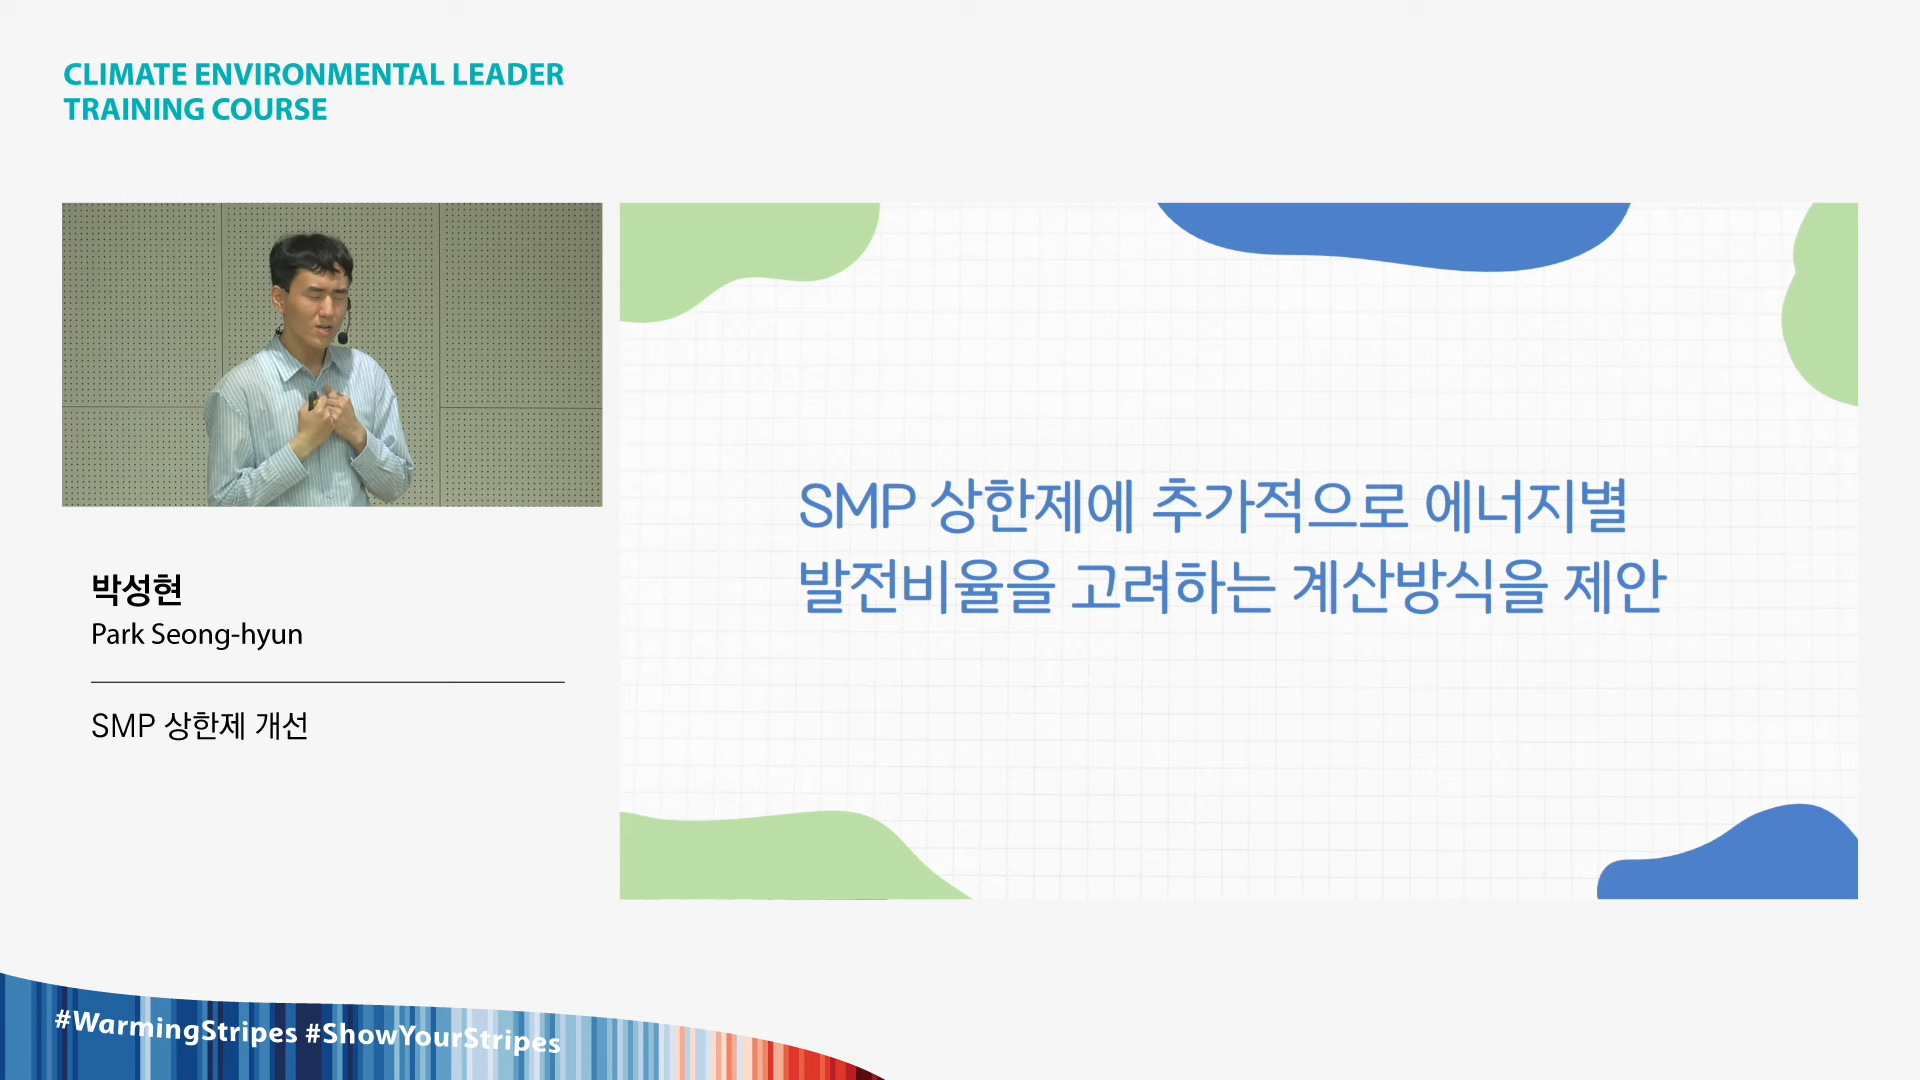 CLIMATE ENVIRONMENTAL LEADER
TRAINING COURSE
SMP 상한제에 추가적으로 에너지별
발전비율을 고려하는 계산방식을 제안
박성현
Park Seong-hyun
SMP 상한제 개선
#WarmingStripes #ShowYourStripes